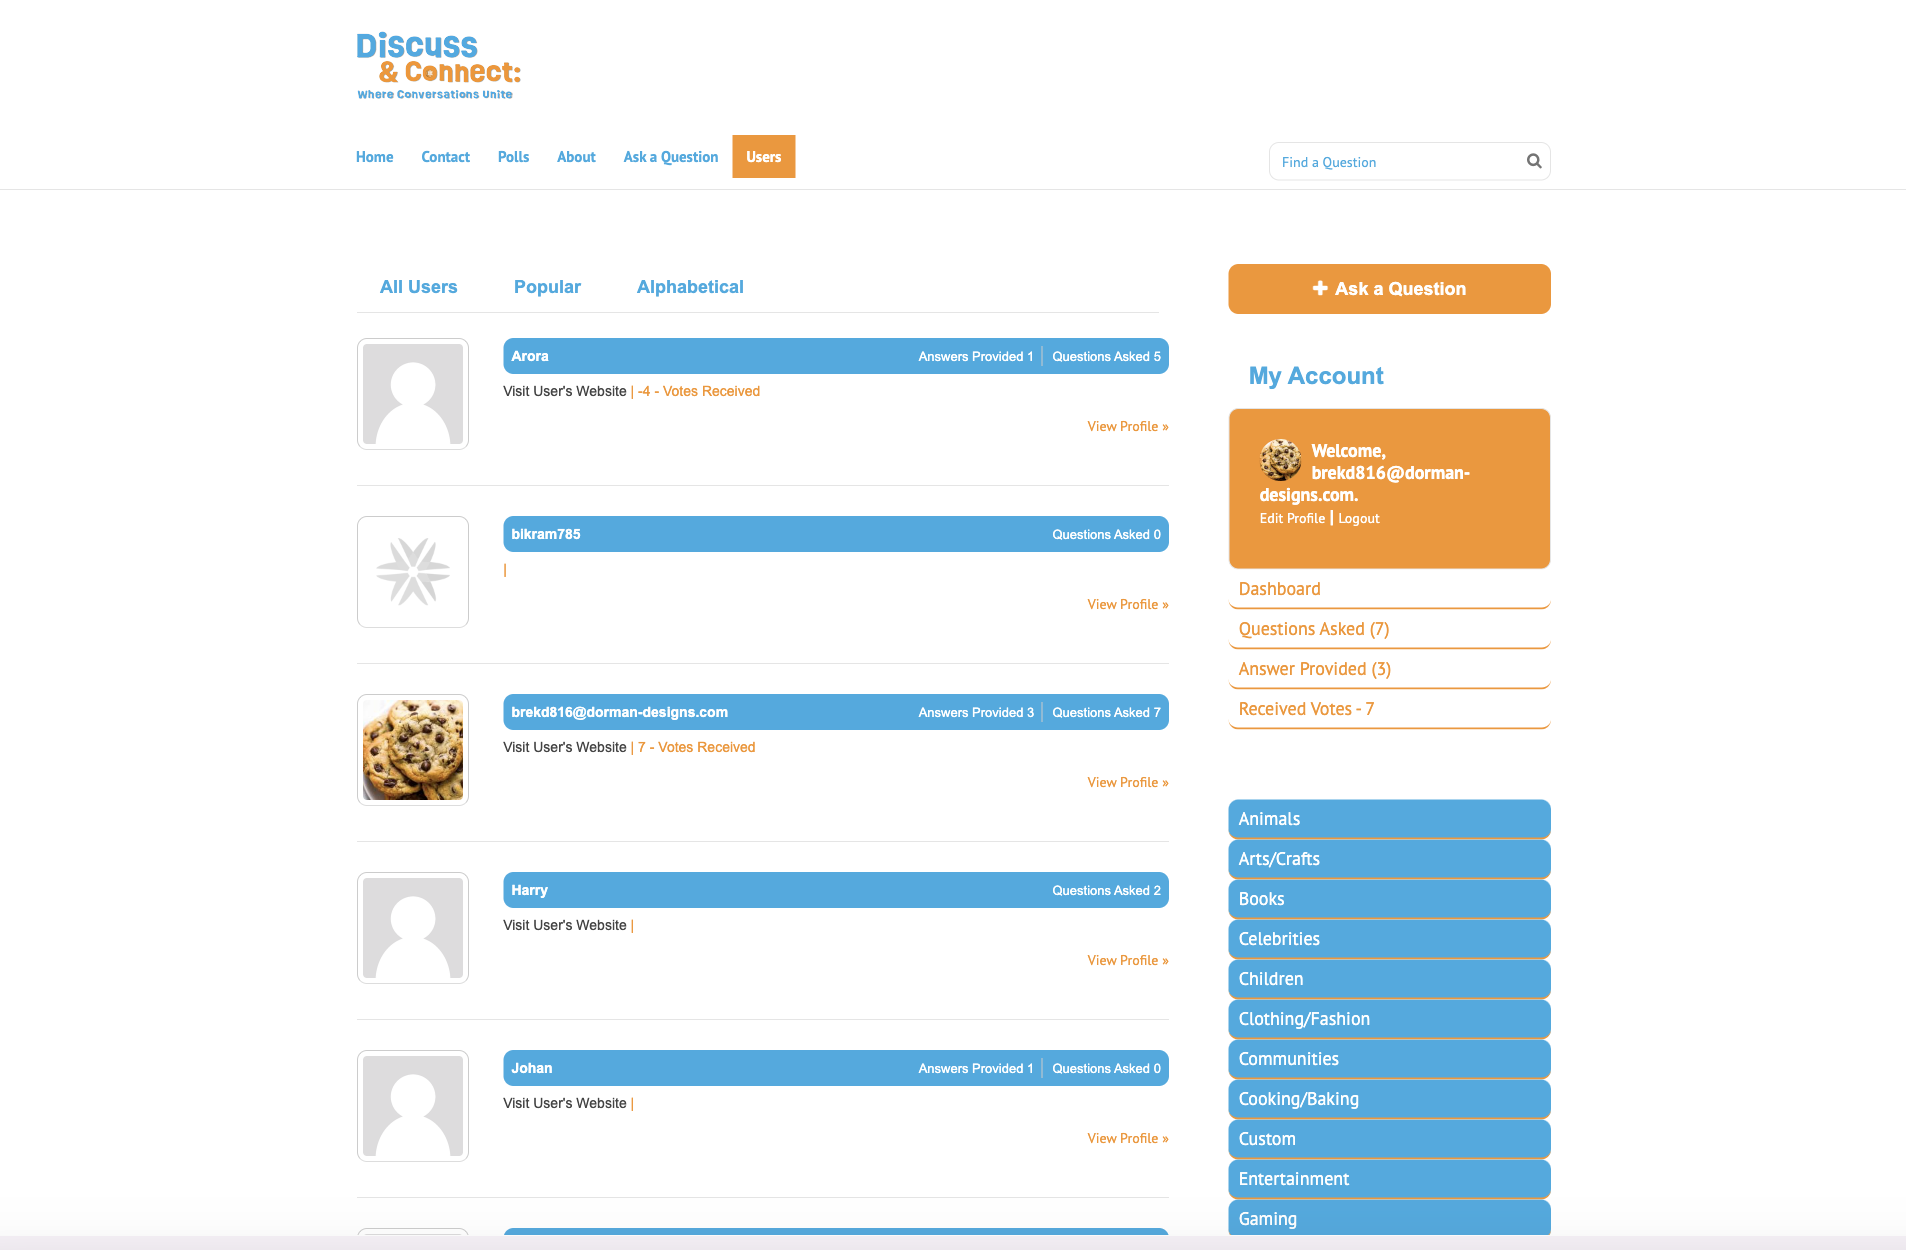 Discuss
& Connect:
Where Conversations Unite
Home Contact Polls About Ask a Question Users
Find a Question
All Users Popular Alphabetical
Arora Answers Provided 1 Questions Asked 5
Visit User's Website | -4 - Votes Received
View Profile »
bikram785 Questions Asked 0
|
View Profile »
brekd816@dorman-designs.com Answers Provided 3 Questions Asked 7
Visit User's Website | 7 - Votes Received
View Profile »
Harry Questions Asked 2
Visit User's Website |
View Profile »
Johan Answers Provided 1 Questions Asked 0
Visit User's Website |
View Profile »
Ask a Question
My Account
Welcome,
brekd816@dorman-
designs.com.
Edit Profile | Logout
Dashboard
Questions Asked (7)
Answer Provided (3)
Received Votes - 7
Animals
Arts/Crafts
Books
Celebrities
Children
Clothing/Fashion
Communities
Cooking/Baking
Custom
Entertainment
Gaming